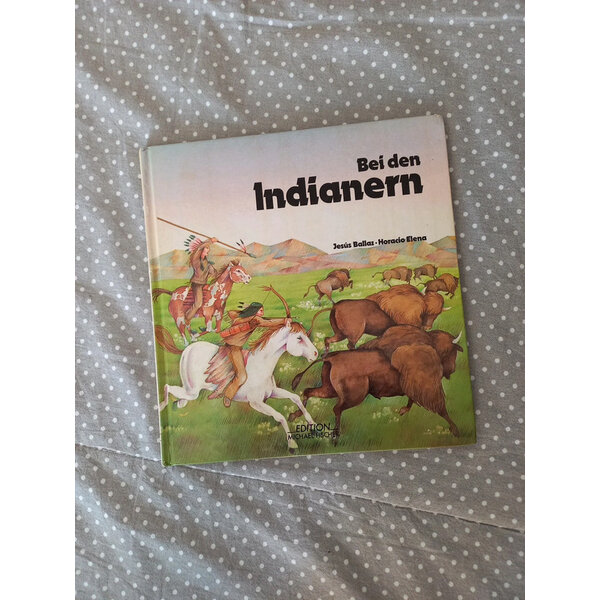 Bei den
Indianern
Jesús Ballaz · Horacio Elena
EDITION
MICHAEL FISCHER